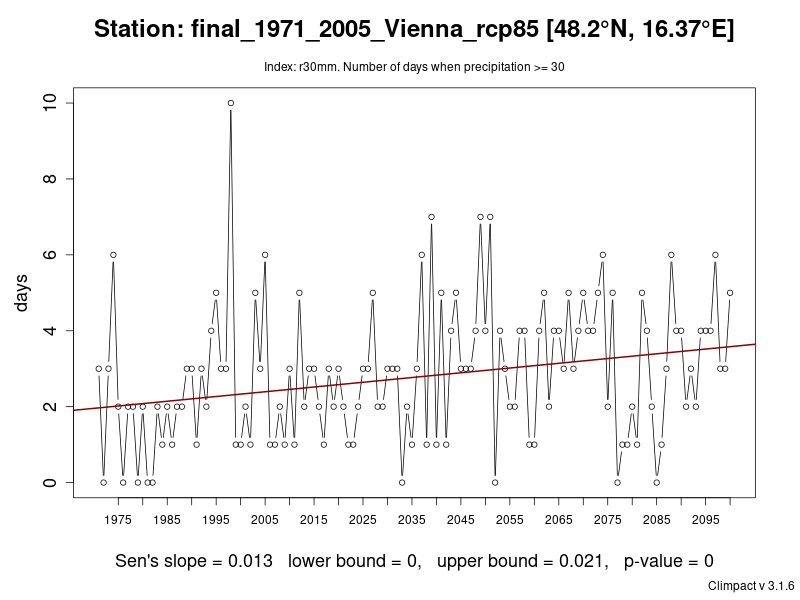 Station: final_1971_2005_Vienna_rcp85 [48.2°N, 16.37°E]
Index: r30mm. Number of days when precipitation >= 30
10
8
6
4
2
0
days
1975 1985 1995 2005 2015 2025 2035 2045 2055 2065 2075 2085 2095
Sen's slope = 0.013 lower bound = 0, upper bound = 0.021, p-value = 0
Climpact v 3.1.6